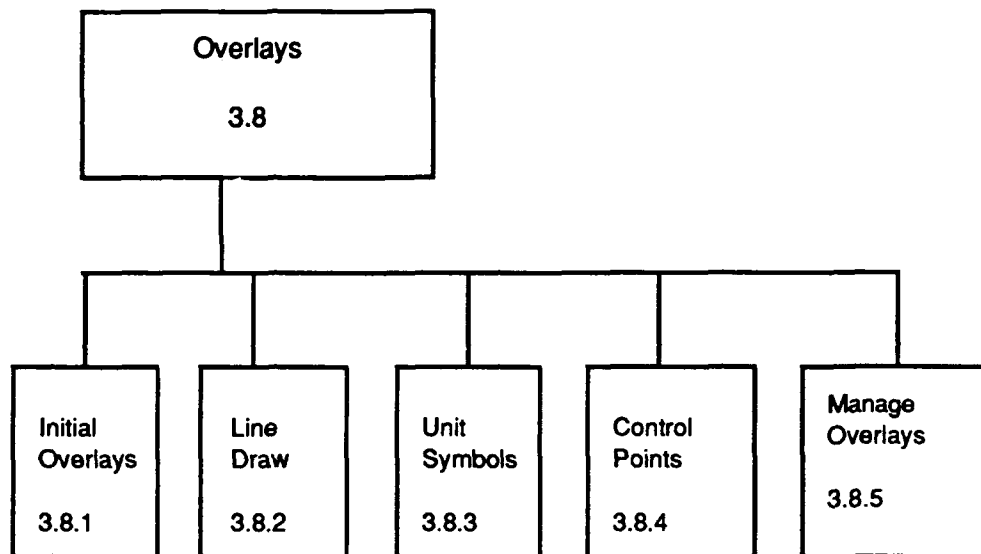 Overlays
3.8
Initial
Overlays
3.8.1
Line
Draw
3.8.2
Unit
Symbols
3.8.3
Control
Points
3.8.4
Manage
Overlays
3.8.5